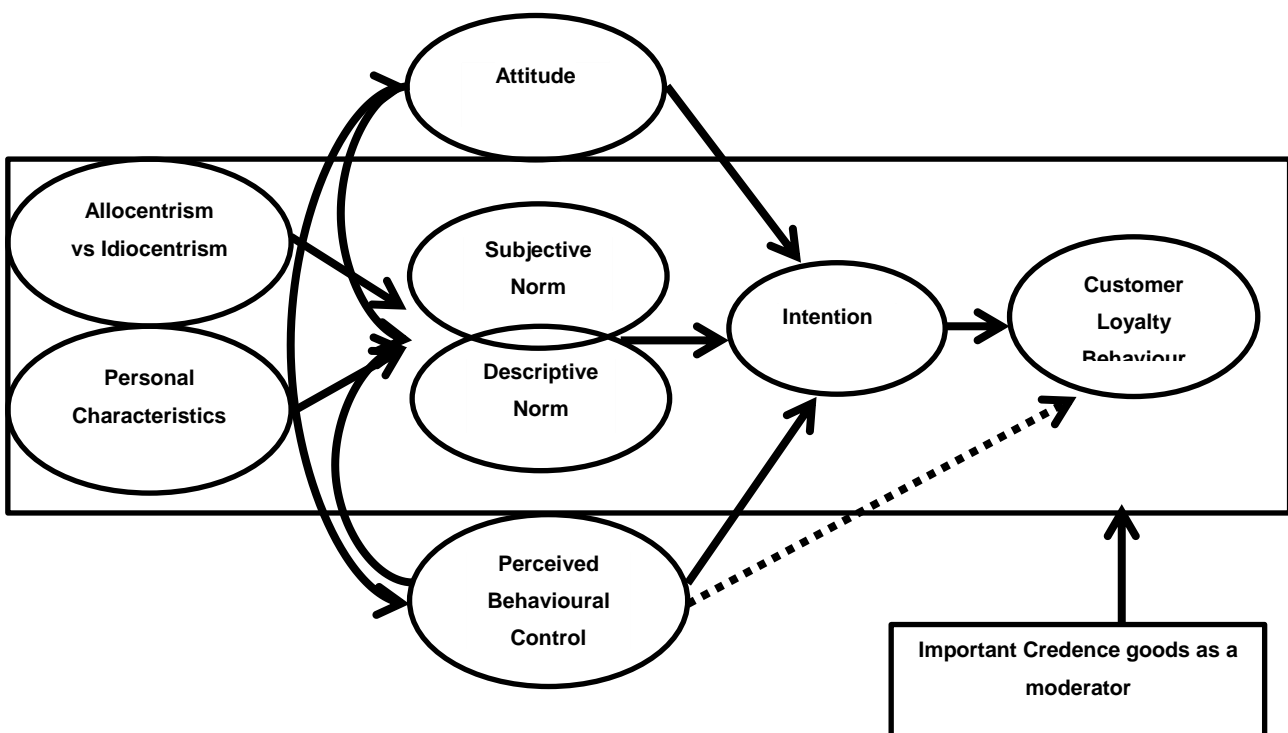 Attitude
Allocentrism
vs Idiocentrism
Subjective
Norm
Customer
Loyalty
Behaviour
Intention
Personal
Characteristics
Descriptive
Norm
Perceived
Behavioural
Control
Important Credence goods as a
moderator